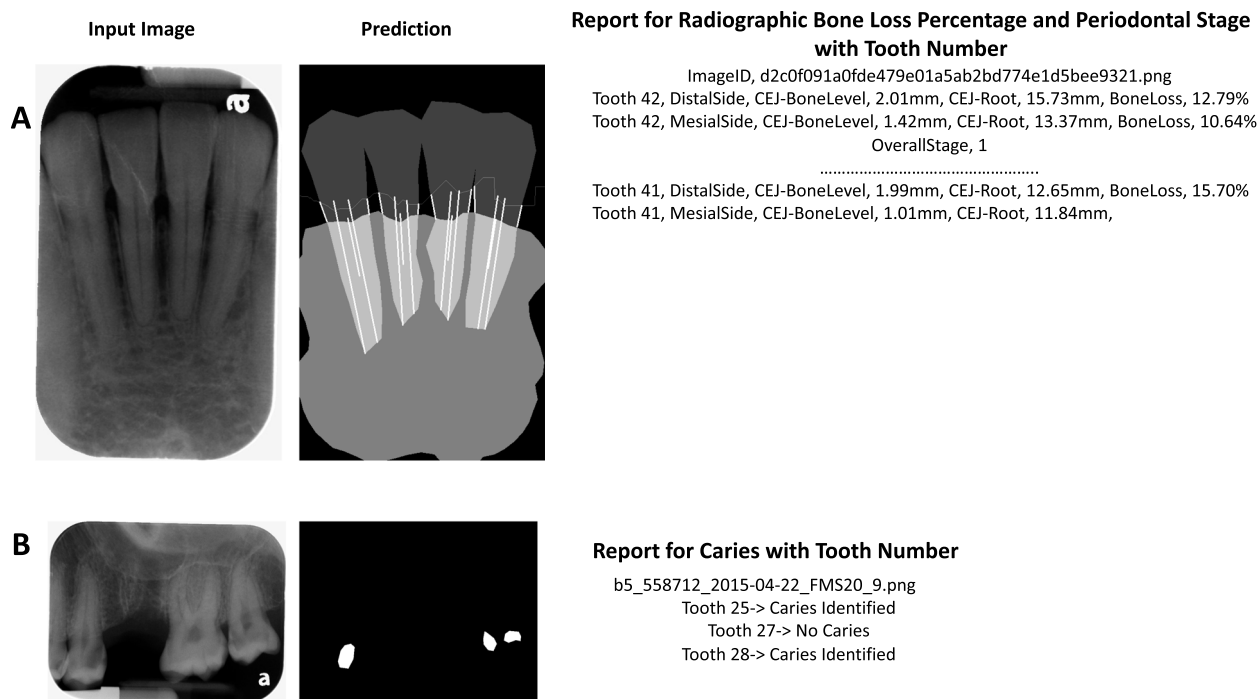 Input Image
Prediction
Report for Radiographic Bone Loss Percentage and Periodontal Stage
with Tooth Number
A
a
ImageID, d2c0f091a0fde479e01a5ab2bd774e1d5bee9321.png
Tooth 42, DistalSide, CEJ-BoneLevel, 2.01mm, CEJ-Root, 15.73mm, BoneLoss, 12.79%
Tooth 42, MesialSide, CEJ-BoneLevel, 1.42mm, CEJ-Root, 13.37mm, BoneLoss, 10.64%
OverallStage, 1
………………………………………..
Tooth 41, DistalSide, CEJ-BoneLevel, 1.99mm, CEJ-Root, 12.65mm, BoneLoss, 15.70%
Tooth 41, MesialSide, CEJ-BoneLevel, 1.01mm, CEJ-Root, 11.84mm,
B
a
Report for Caries with Tooth Number
b5_558712_2015-04-22_FMS20_9.png
Tooth 25-> Caries Identified
Tooth 27-> No Caries
Tooth 28-> Caries Identified